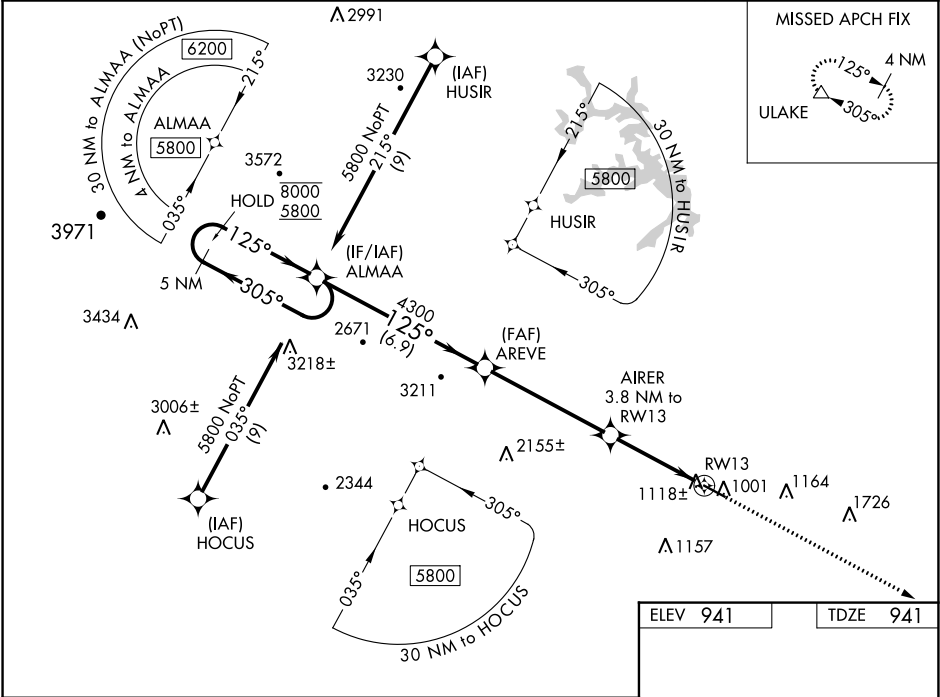 2991
MISSED APCH FIX
125°
4 NM
ULAKE
305°
30 NM to ALMAA (NoPT)
6200
4 NM to ALMAA
215°
ALMAA
5800
035°
3230
(IAF)
HUSIR
5800 NoPT
215°
(9)
215°
30 NM to HUSIR
5800
HUSIR
305°
3572
HOLD
8000
5800
3971
125°
(IF/IAF)
ALMAA
5 NM
305°
3434
4300
125°
(6.9)
2671
3218±
(FAF)
AREVE
3211
AIRER
3.8 NM to
RW13
3006±
5800 NoPT
035°
(9)
2155±
RW13
1118±
1001
1164
1726
2344
(IAF)
HOCUS
305°
HOCUS
1157
035°
5800
30 NM to HOCUS
ELEV 941
TDZE 941